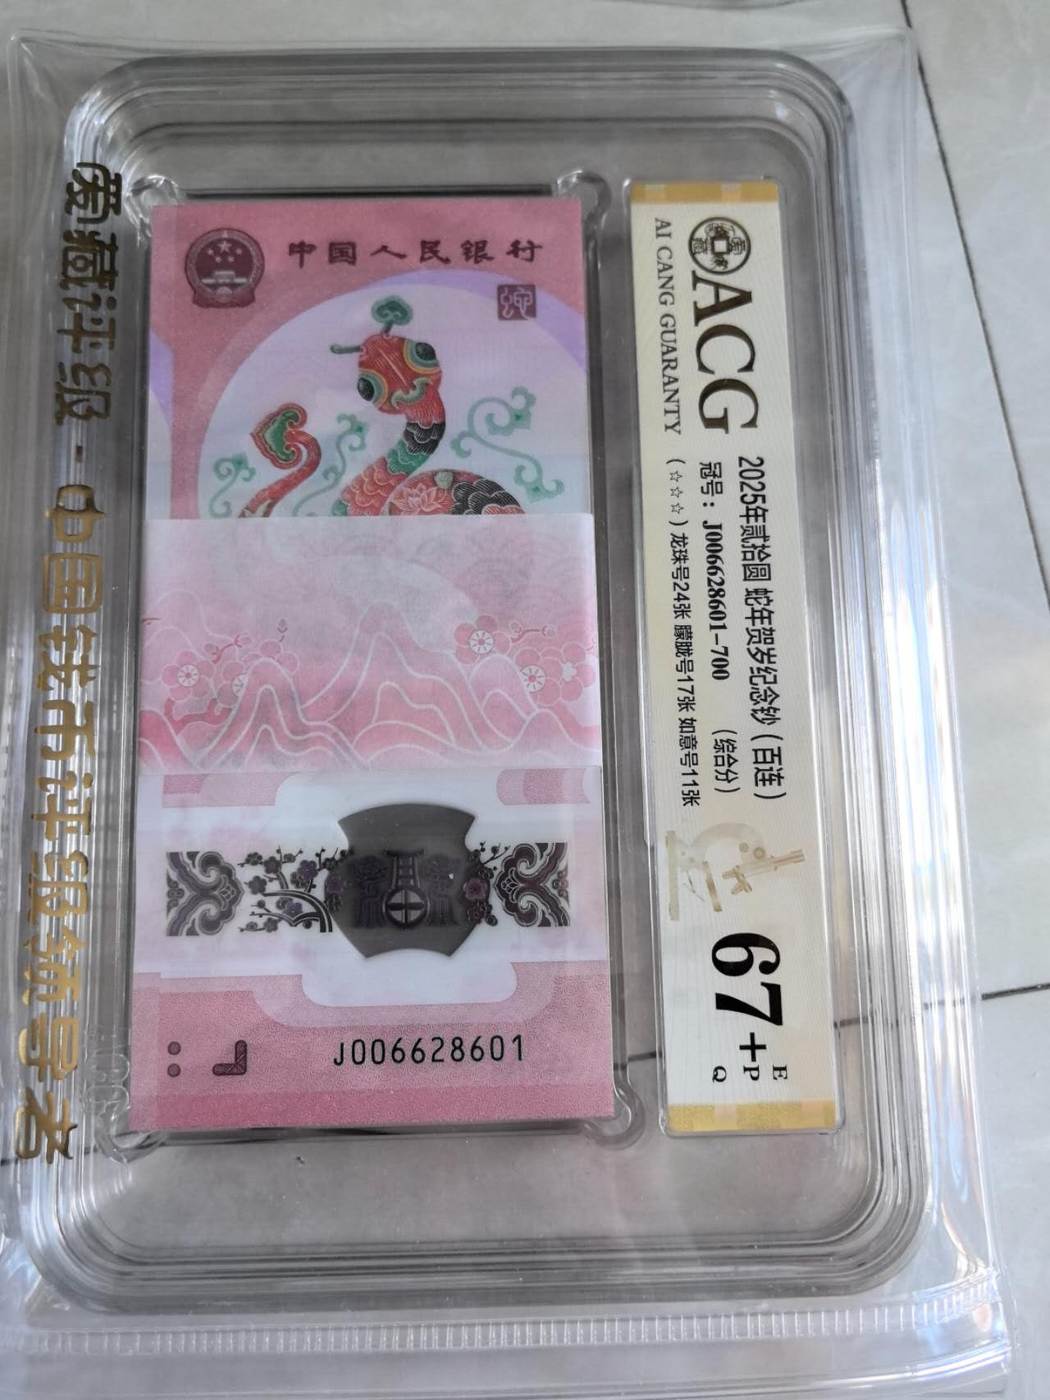 爱藏评级-中国钱币评级领导者
中国人民银行
J006628601
ACG
AI CANG GUARANTY
2025年贰拾圆 蛇年贺岁纪念钞（百连）
冠号：J006628601-700 （综合分）
（☆☆☆）龙珠号24张 朦胧号17张 如意号11张
67+
E
P
Q